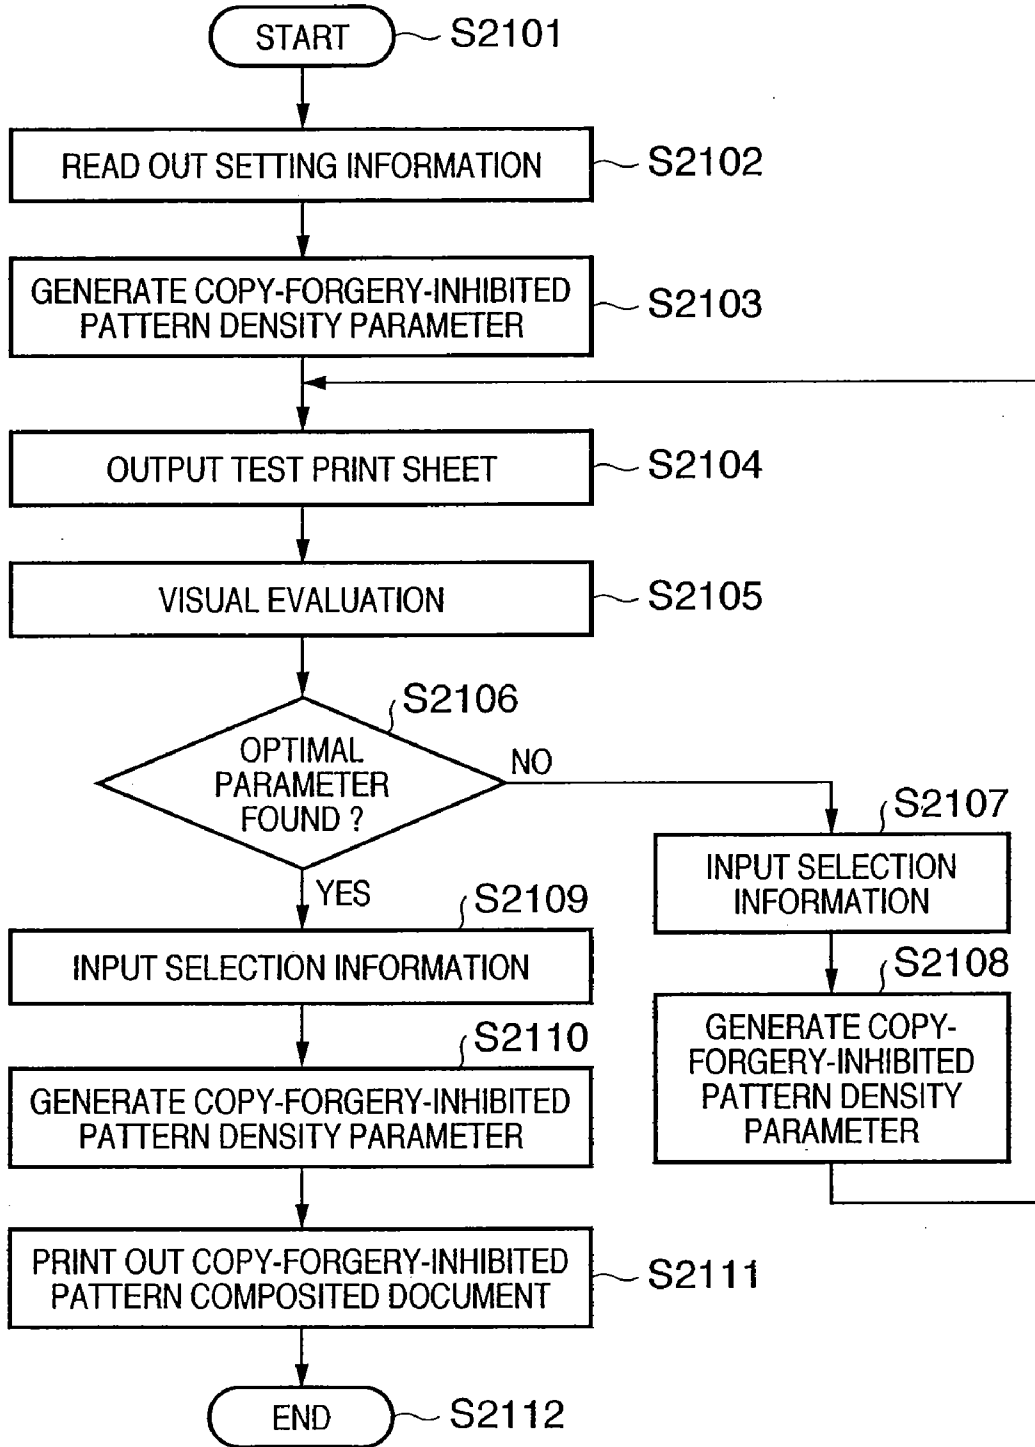 START
S2101
READ OUT SETTING INFORMATION
S2102
GENERATE COPY-FORGERY-INHIBITED
PATTERN DENSITY PARAMETER
S2103
OUTPUT TEST PRINT SHEET
S2104
VISUAL EVALUATION
S2105
S2106
OPTIMAL
PARAMETER
FOUND ?
NO
YES
S2107
INPUT SELECTION
INFORMATION
S2108
GENERATE COPY-
FORGERY-INHIBITED
PATTERN DENSITY
PARAMETER
S2109
INPUT SELECTION INFORMATION
S2110
GENERATE COPY-FORGERY-INHIBITED
PATTERN DENSITY PARAMETER
PRINT OUT COPY-FORGERY-INHIBITED
PATTERN COMPOSITED DOCUMENT
S2111
END
S2112